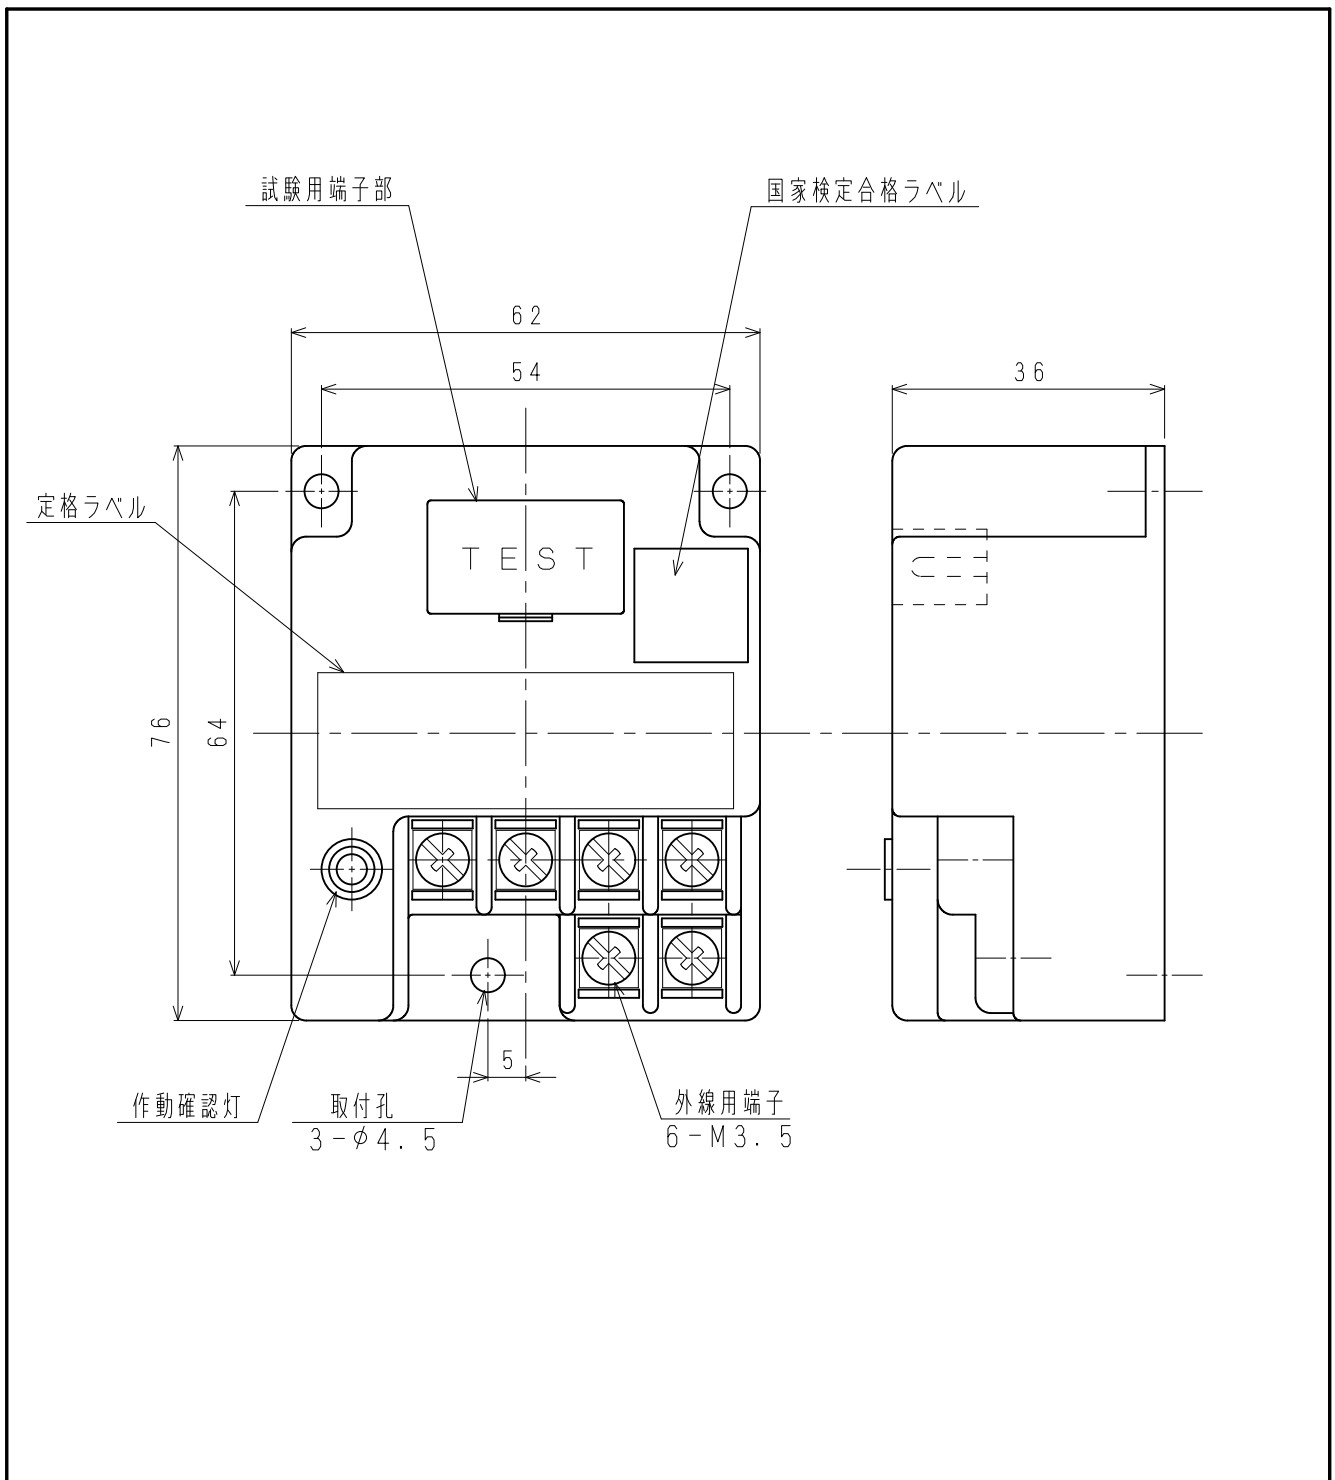 試験用端子部
国家検定合格ラベル
62
54
36
定格ラベル
TEST
76
64
5
作動確認灯
取付孔
3-φ4.5
外線用端子
6-M3.5